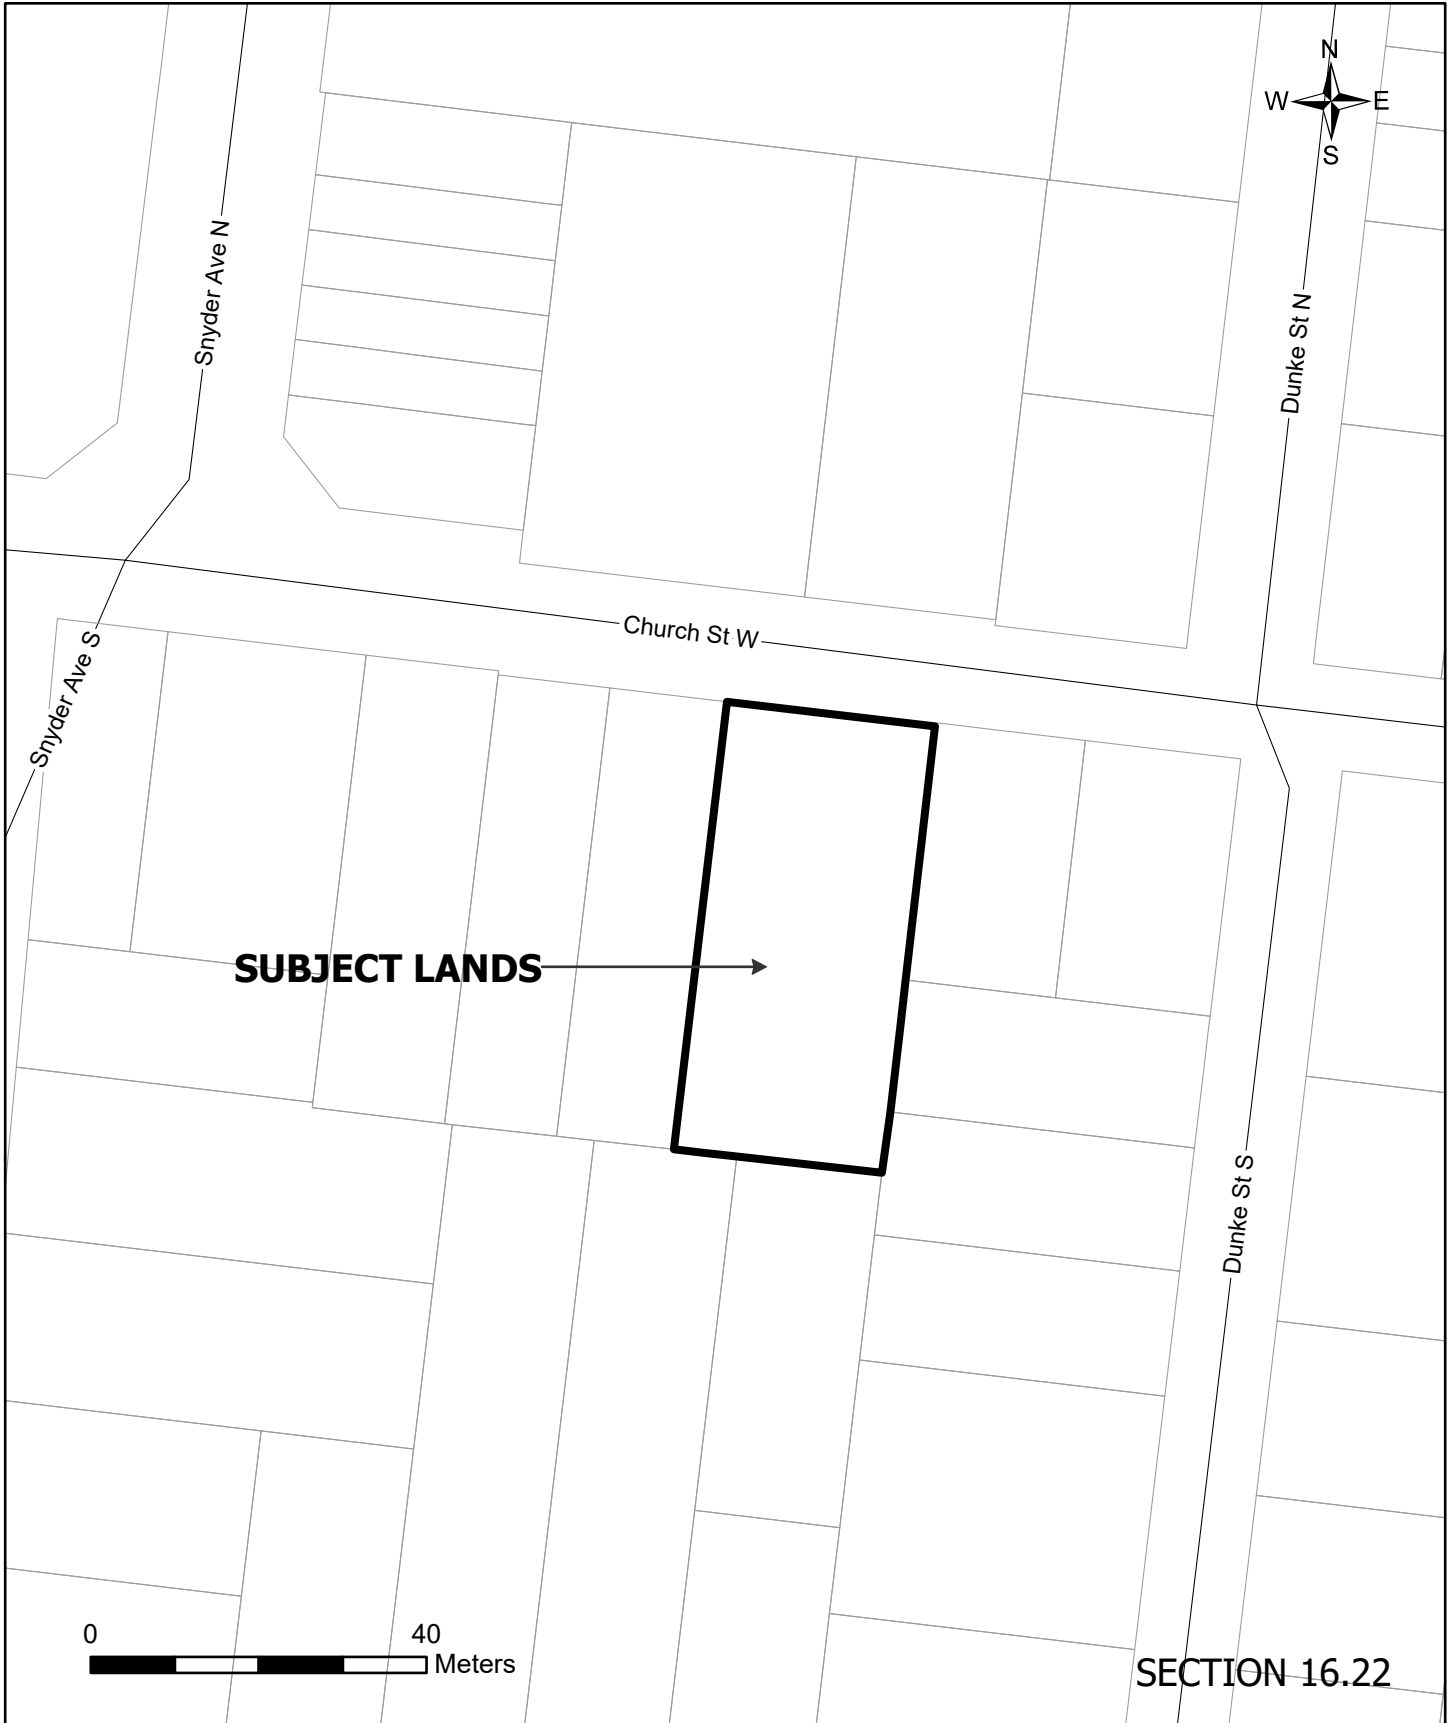 N
W E
S
Snyder Ave N
Dunke St N
Church St W
Snyder Ave S
SUBJECT LANDS
Dunke St S
0 40
Meters
SECTION 16.22